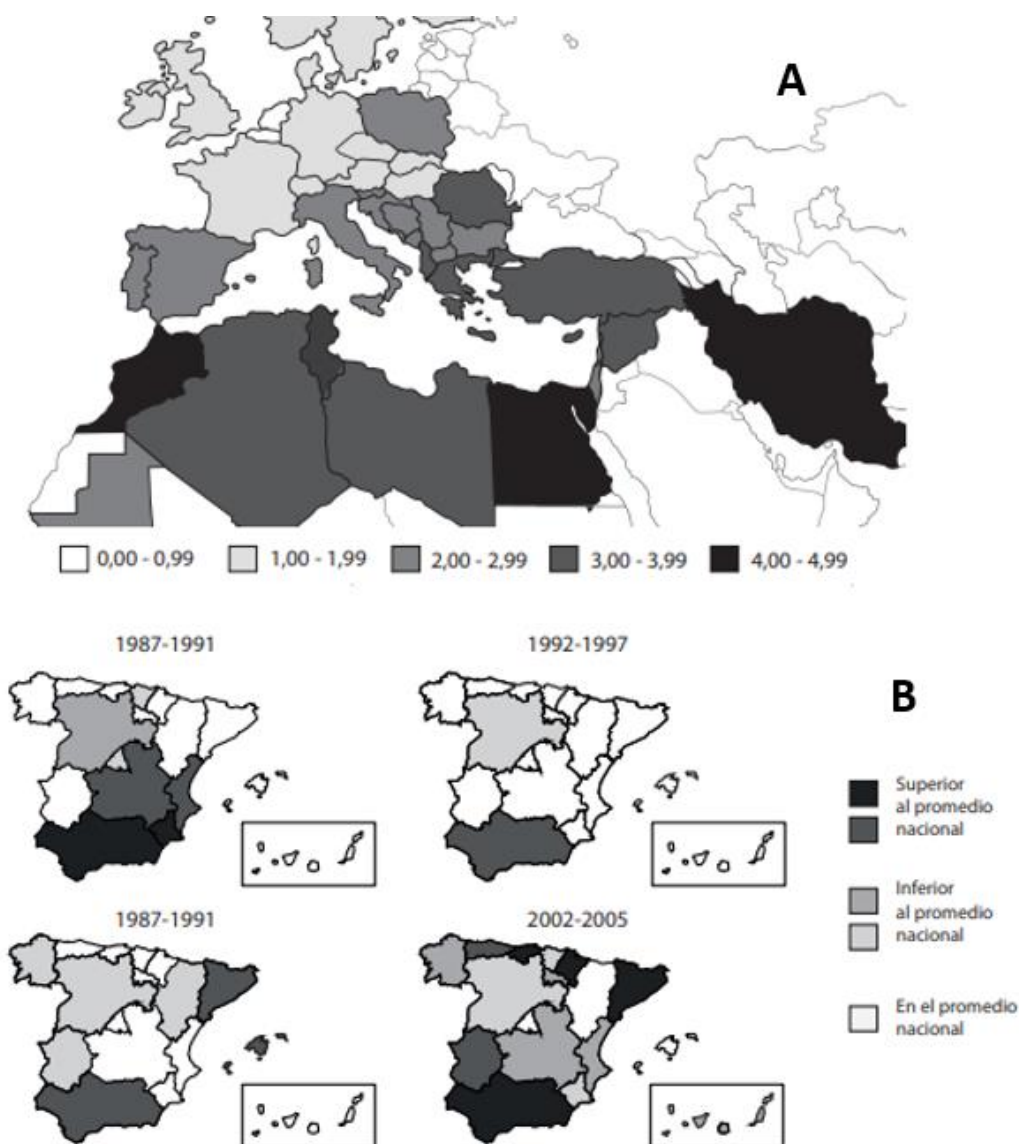 A
0,00 - 0,99
1,00 - 1,99
2,00 - 2,99
3,00 - 3,99
4,00 - 4,99
1987-1991
1992-1997
B
Superior
al promedio
nacional
Inferior
al promedio
nacional
En el promedio
nacional
1987-1991
2002-2005